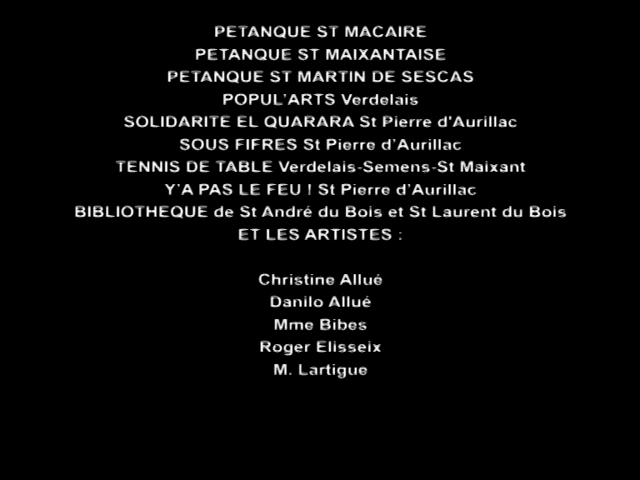 PETANQUE ST MACAIRE
PETANQUE ST MAIXANTAISE
PETANQUE ST MARTIN DE SESCAS
POPUL'ARTS Verdelais
SOLIDARITE EL QUARARA St Pierre d'Aurillac
SOUS FIFRES St Pierre d'Aurillac
TENNIS DE TABLE Verdelais-Semens-St Maixant
Y'A PAS LE FEU ! St Pierre d'Aurillac
BIBLIOTHEQUE de St André du Bois et St Laurent du Bois
ET LES ARTISTES :
Christine Allué
Danilo Allué
Mme Bibes
Roger Elisseix
M. Lartigue